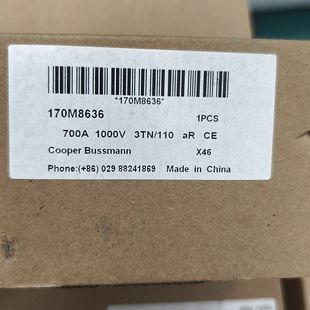 *170M8636*
170M8636 1PCS
700A 1000V 3TN/110 aR CE
Cooper Bussmann X46
Phone:(+86) 029 88241869 Made in China